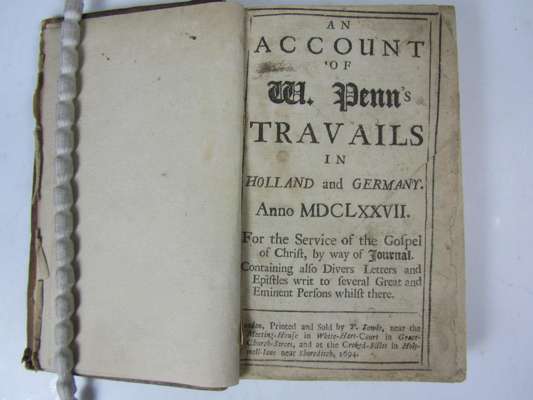 AN
ACCOUNT
OF
W. Penn's
TRAVAILS
IN
HOLLAND and GERMANY.
Anno MDCLXXVII.
For the Service of the Gospel
of Christ, by way of Journal.
Containing also Divers Letters and
Epistles writ to several Great and
Eminent Persons whilst there.
London, Printed and Sold by T. Sowle, near the
Meeting-House in White-Hart-Court in Grace-
Church-Street, and at the Crooked-Billet in Holy-
well-lane near Shoreditch, 1694.